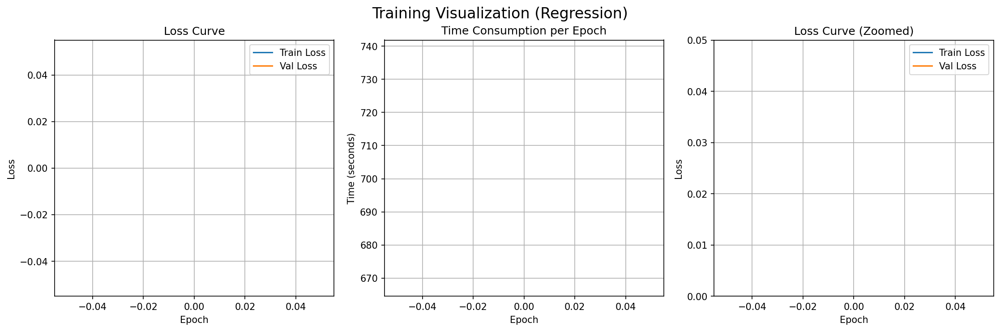 Training Visualization (Regression)
Loss Curve
Train Loss
Val Loss
0.04
0.02
0.00
−0.02
−0.04
Loss
−0.04 −0.02 0.00 0.02 0.04
Epoch
Time Consumption per Epoch
740
730
720
710
700
690
680
670
Time (seconds)
−0.04 −0.02 0.00 0.02 0.04
Epoch
Loss Curve (Zoomed)
Train Loss
Val Loss
0.05
0.04
0.03
0.02
0.01
0.00
Loss
−0.04 −0.02 0.00 0.02 0.04
Epoch